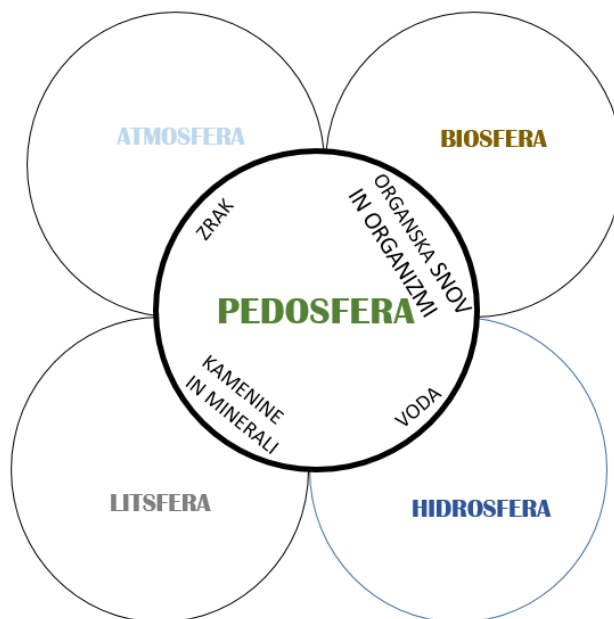 ATMOSFERA
BIOSFERA
ZRAK
ORGANSKA SNOV
IN ORGANIZMI
PEDOSFERA
KAMENINE
IN MINERALI
VODA
LITSFERA
HIDROSFERA